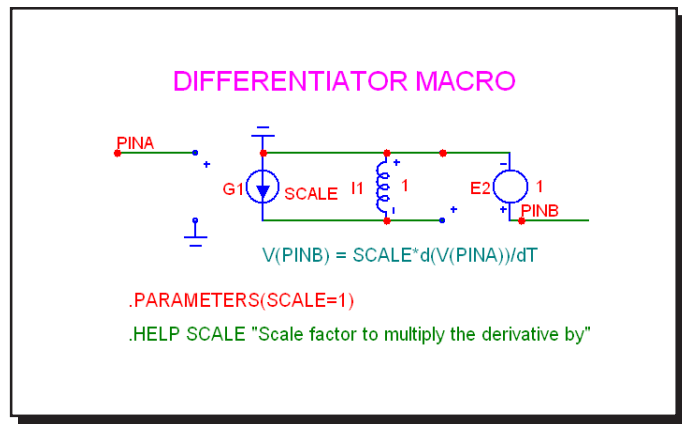 DIFFERENTIATOR MACRO
PINA
G1
SCALE
I1
1
E2
1
PINB
V(PINB) = SCALE*d(V(PINA))/dT
.PARAMETERS(SCALE=1)
.HELP SCALE "Scale factor to multiply the derivative by"